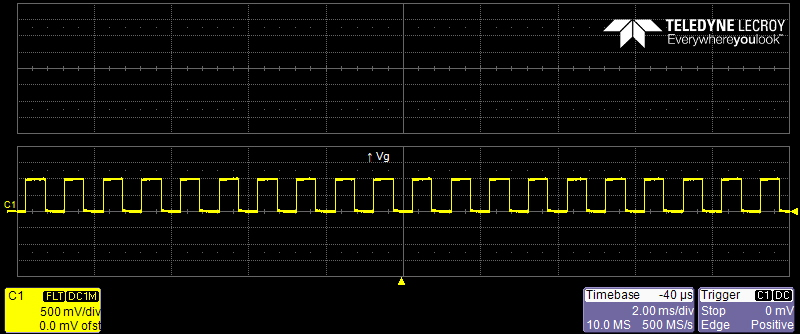 TELEDYNE LECROY
Everywhereyoulook™
↑ Vg
C1
C1 FLT DC1M
500 mV/div
0.0 mV ofst
Timebase -40 µs
2.00 ms/div
10.0 MS 500 MS/s
Trigger C1 DC
Stop 0 mV
Edge Positive